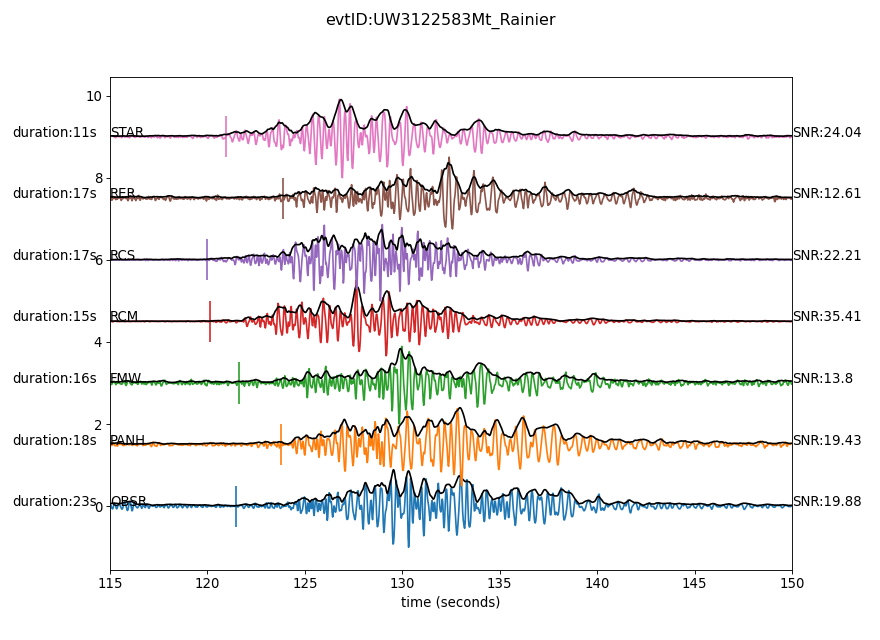 evtID:UW3122583Mt_Rainier
10
duration:11s STAR SNR:24.04
8
duration:17s RER SNR:12.61
duration:17s RCS SNR:22.21
6
duration:15s RCM SNR:35.41
4
duration:16s FMW SNR:13.8
2
duration:18s PANH SNR:19.43
duration:23s OBSR SNR:19.88
0
115 120 125 130 135 140 145 150
time (seconds)